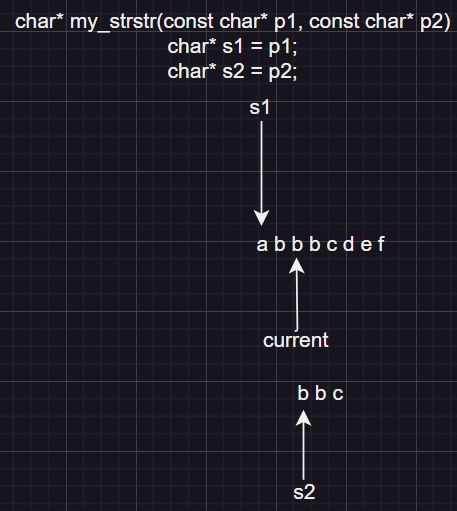 char* my_strstr(const char* p1, const char* p2)
char* s1 = p1;
char* s2 = p2;
s1
a b b b c d e f
current
b b c
s2